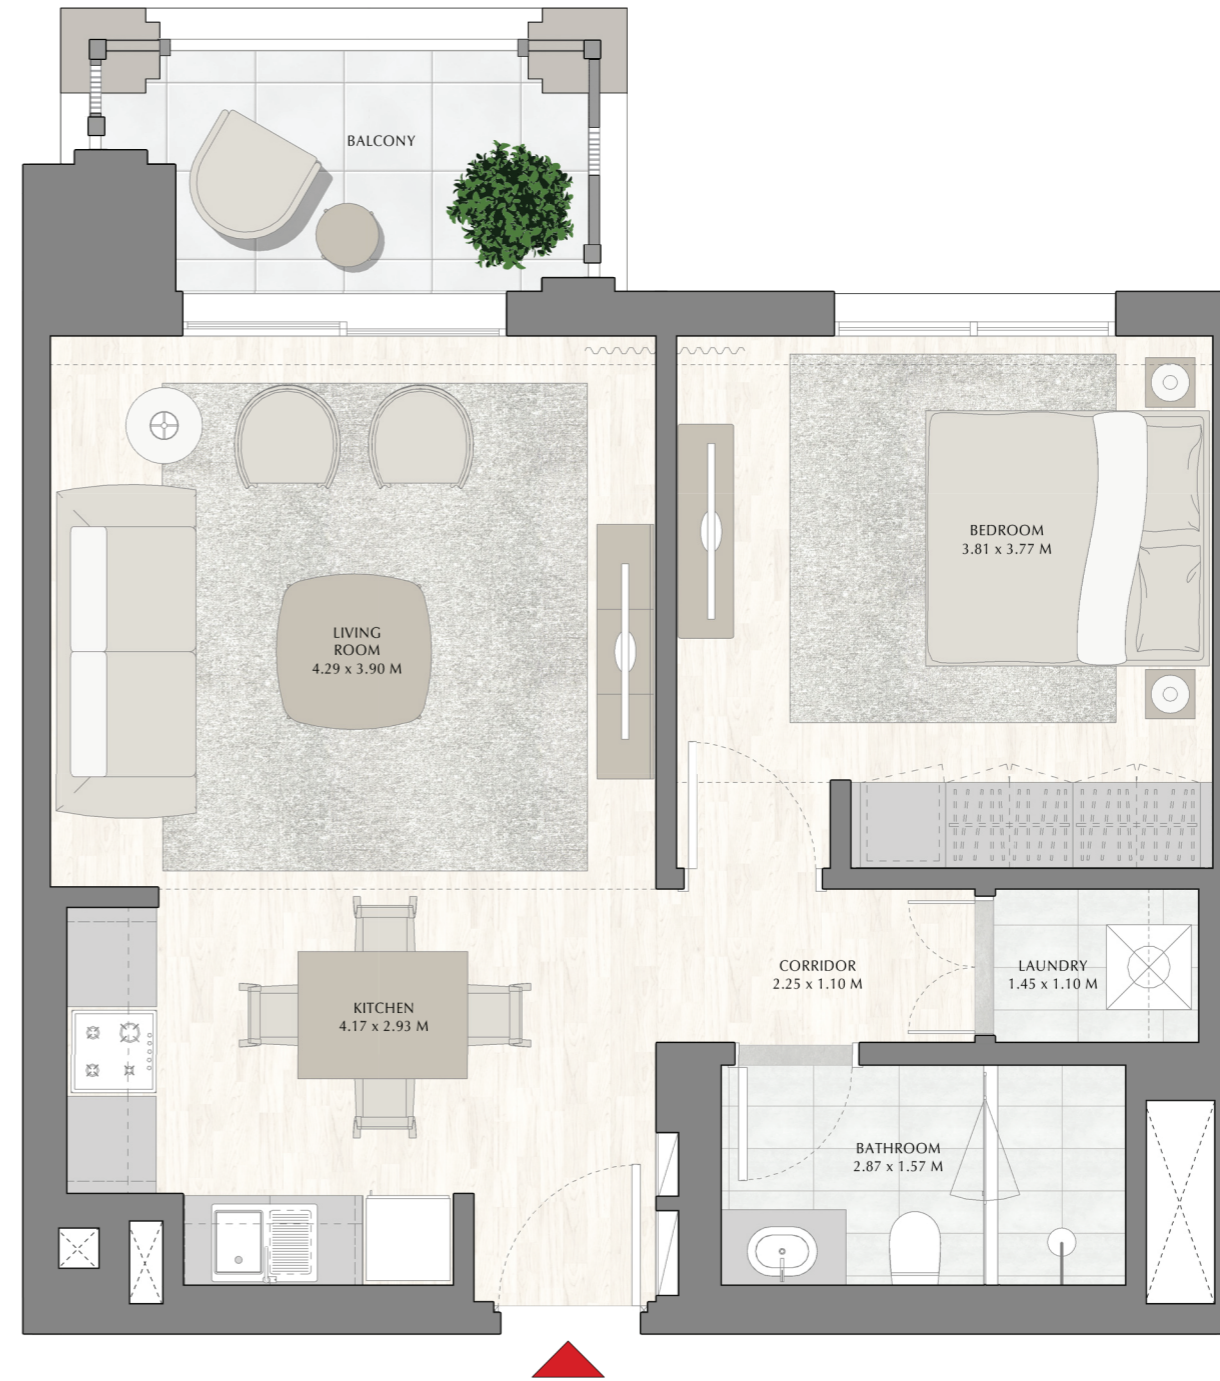 BALCONY
BEDROOM
3.81 x 3.77 M
LIVING
ROOM
4.29 x 3.90 M
CORRIDOR
2.25 x 1.10 M
LAUNDRY
1.45 x 1.10 M
KITCHEN
4.17 x 2.93 M
BATHROOM
2.87 x 1.57 M